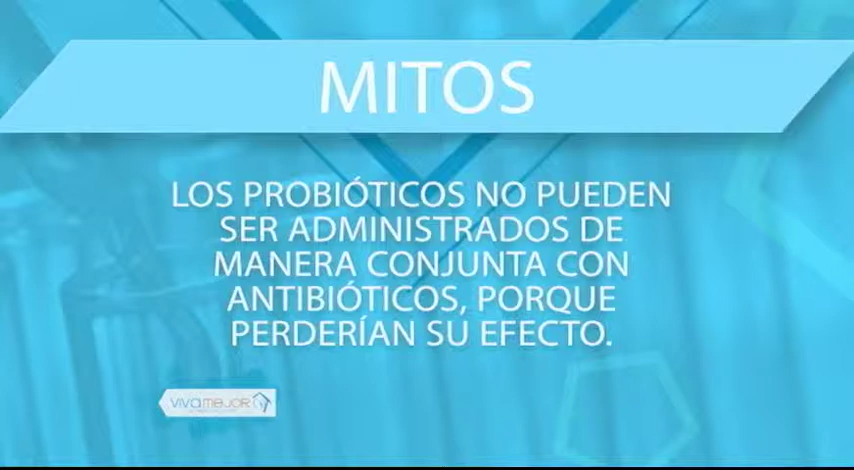 MITOS
LOS PROBIÓTICOS NO PUEDEN
SER ADMINISTRADOS DE
MANERA CONJUNTA CON
ANTIBIÓTICOS, PORQUE
PERDERÍAN SU EFECTO.
vivamejor